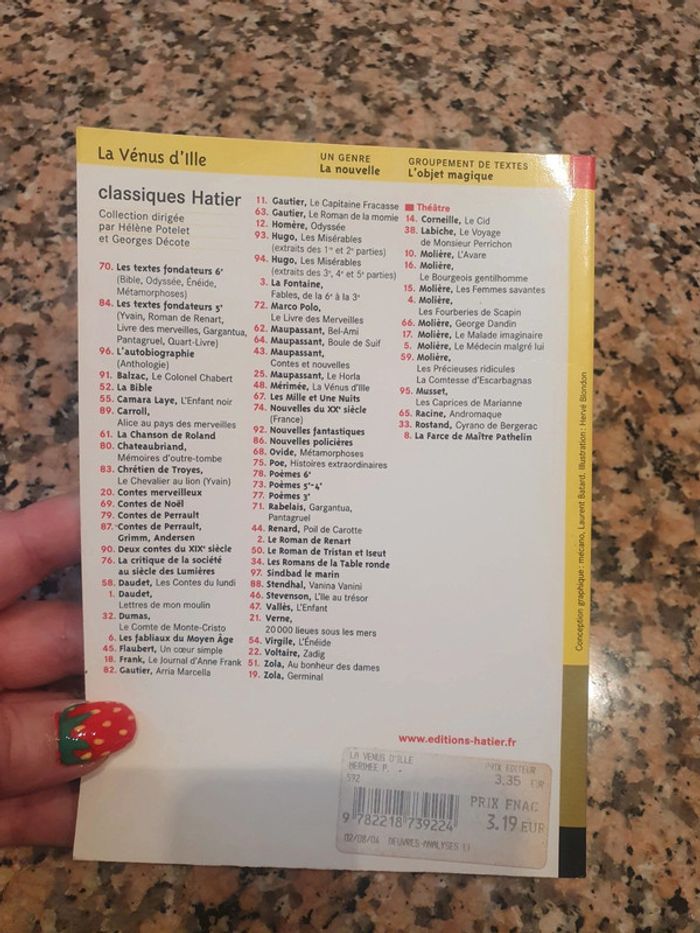 La Vénus d'Ille
UN GENRE
La nouvelle
GROUPEMENT DE TEXTES
L'objet magique
classiques Hatier
Collection dirigée
par Hélène Potelet
et Georges Décote
70. Les textes fondateurs 6e
(Bible, Odyssée, Énéide,
Métamorphoses)
84. Les textes fondateurs 5e
(Yvain, Roman de Renart,
Livre des merveilles, Gargantua,
Pantagruel, Quart-Livre)
96. L'autobiographie
(Anthologie)
91. Balzac, Le Colonel Chabert
52. La Bible
55. Camara Laye, L'Enfant noir
89. Carroll,
Alice au pays des merveilles
61. La Chanson de Roland
80. Chateaubriand,
Mémoires d'outre-tombe
83. Chrétien de Troyes,
Le Chevalier au lion (Yvain)
20. Contes merveilleux
69. Contes de Noël
79. Contes de Perrault
87. Contes de Perrault,
Grimm, Andersen
90. Deux contes du XIXe siècle
76. La critique de la société
au siècle des Lumières
58. Daudet, Les Contes du lundi
1. Daudet,
Lettres de mon moulin
32. Dumas,
Le Comte de Monte-Cristo
6. Les fabliaux du Moyen Âge
45. Flaubert, Un cœur simple
18. Frank, Le Journal d'Anne Frank
82. Gautier, Arria Marcella
11. Gautier, Le Capitaine Fracasse
63. Gautier, Le Roman de la momie
12. Homère, Odyssée
93. Hugo, Les Misérables
(extraits des 1re et 2e parties)
94. Hugo, Les Misérables
(extraits des 3e, 4e et 5e parties)
3. La Fontaine,
Fables, de la 6e à la 3e
72. Marco Polo,
Le Livre des Merveilles
62. Maupassant, Bel-Ami
64. Maupassant, Boule de Suif
43. Maupassant,
Contes et nouvelles
25. Maupassant, Le Horla
48. Mérimée, La Vénus d'Ille
67. Les Mille et Une Nuits
74. Nouvelles du XXe siècle
(France)
92. Nouvelles fantastiques
86. Nouvelles policières
68. Ovide, Métamorphoses
75. Poe, Histoires extraordinaires
78. Poèmes 6e
73. Poèmes 5e-4e
77. Poèmes 3e
71. Rabelais, Gargantua,
Pantagruel
44. Renard, Poil de Carotte
2. Le Roman de Renart
50. Le Roman de Tristan et Iseut
34. Les Romans de la Table ronde
97. Sindbad le marin
88. Stendhal, Vanina Vanini
46. Stevenson, L'Ile au trésor
47. Vallès, L'Enfant
21. Verne,
20 000 lieues sous les mers
54. Virgile, L'Énéide
22. Voltaire, Zadig
51. Zola, Au bonheur des dames
19. Zola, Germinal
Théâtre
14. Corneille, Le Cid
38. Labiche, Le Voyage
de Monsieur Perrichon
10. Molière, L'Avare
16. Molière,
Le Bourgeois gentilhomme
15. Molière, Les Femmes savantes
4. Molière,
Les Fourberies de Scapin
66. Molière, George Dandin
17. Molière, Le Malade imaginaire
5. Molière, Le Médecin malgré lui
59. Molière,
Les Précieuses ridicules
La Comtesse d'Escarbagnas
95. Musset,
Les Caprices de Marianne
65. Racine, Andromaque
33. Rostand, Cyrano de Bergerac
8. La Farce de Maître Pathelin
Conception graphique : mecano, Laurent Batard. Illustration : Hervé Blondon
www.editions-hatier.fr
LA VENUS D'ILLE
MERIMEE P.
592
PRIX EDITEUR
3.35 EUR
PRIX FNAC
3.19 EUR
9 782218 739224
02/08/04 OEUVRES-ANALYSES